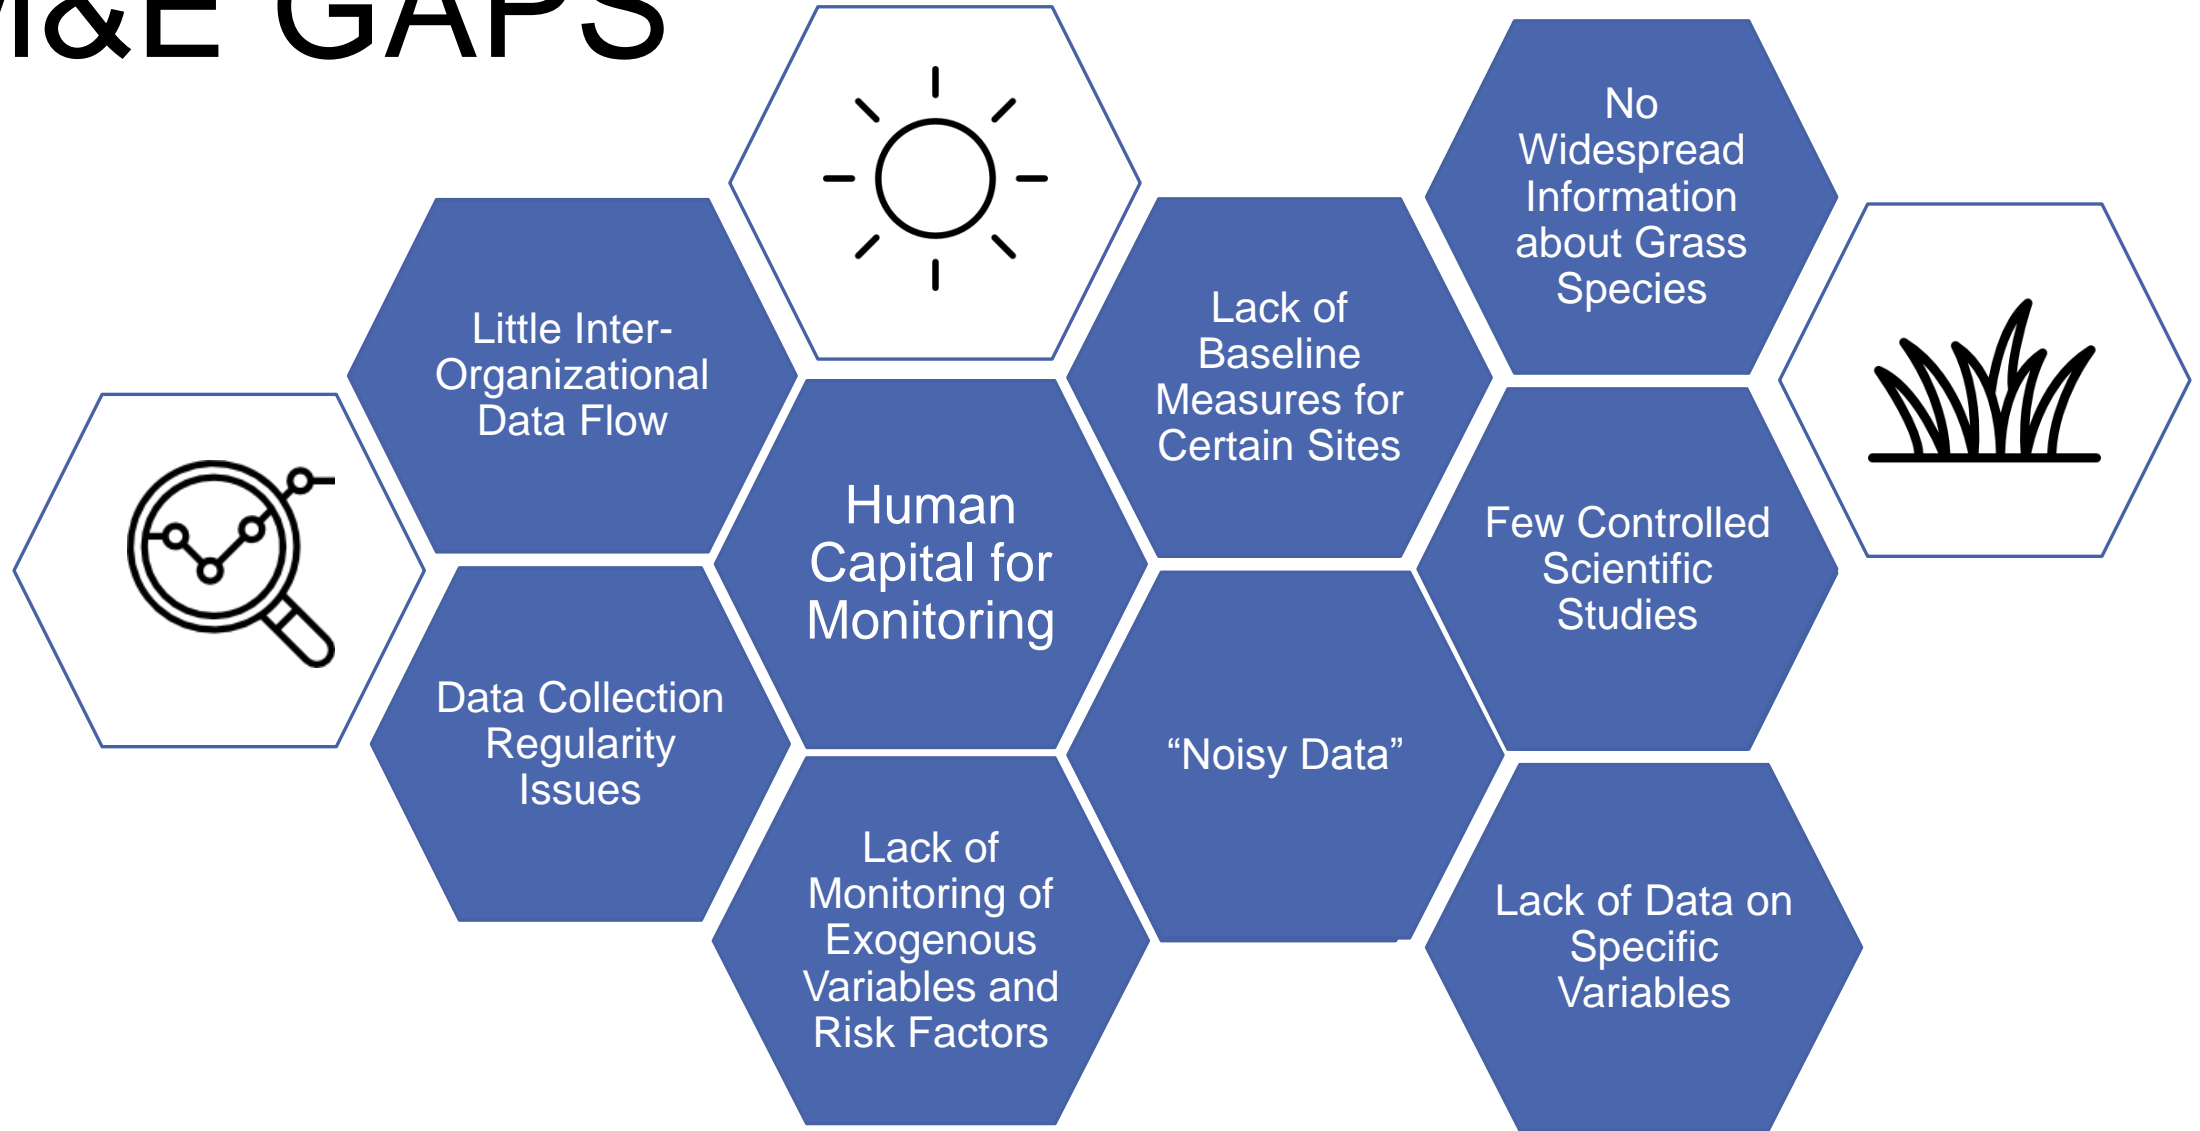 M&E GAPS
No
Widespread
Information
about Grass
Species
Little Inter-
Organizational
Data Flow
Lack of
Baseline
Measures for
Certain Sites
Human
Capital for
Monitoring
Few Controlled
Scientific
Studies
Data Collection
Regularity
Issues
“Noisy Data”
Lack of
Monitoring of
Exogenous
Variables and
Risk Factors
Lack of Data on
Specific
Variables